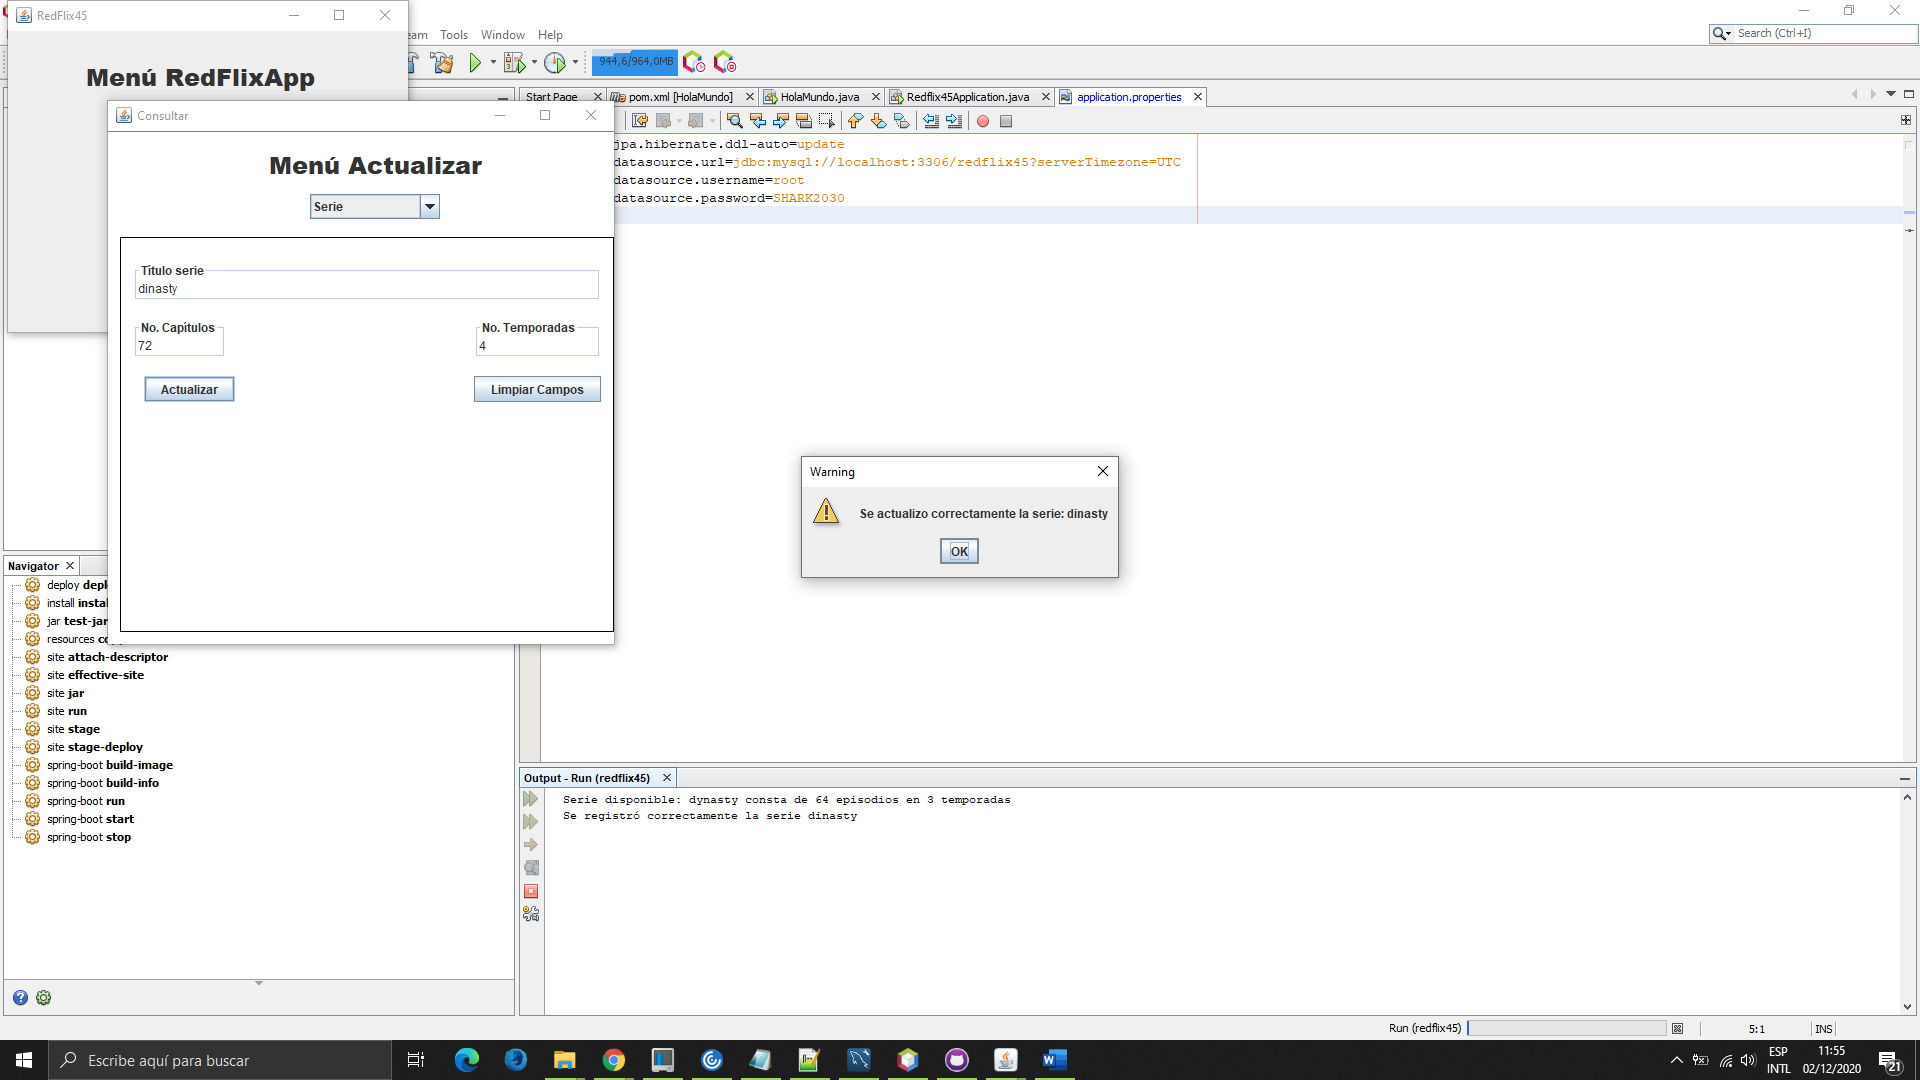 RedFlix45
Menú RedFlixApp
Tools Window Help
944,6/964,0MB
Search (Ctrl+I)
Start Page
pom.xml [HolaMundo]
HolaMundo.java
Redflix45Application.java
application.properties
Consultar
Menú Actualizar
Serie
jpa.hibernate.ddl-auto=update
datasource.url=jdbc:mysql://localhost:3306/redflix45?serverTimezone=UTC
datasource.username=root
datasource.password=SHARK2030
Título serie
dinasty
No. Capítulos
72
No. Temporadas
4
Actualizar
Limpiar Campos
Warning
Se actualizo correctamente la serie: dinasty
OK
Navigator
deploy depl
install instal
jar test-jar
resources
site attach-descriptor
site effective-site
site jar
site run
site stage
site stage-deploy
spring-boot build-image
spring-boot build-info
spring-boot run
spring-boot start
spring-boot stop
Output - Run (redflix45)
Serie disponible: dynasty consta de 64 episodios en 3 temporadas
Se registró correctamente la serie dinasty
Run (redflix45)
5:1
INS
Escribe aquí para buscar
ESP
INTL
11:55
02/12/2020
21